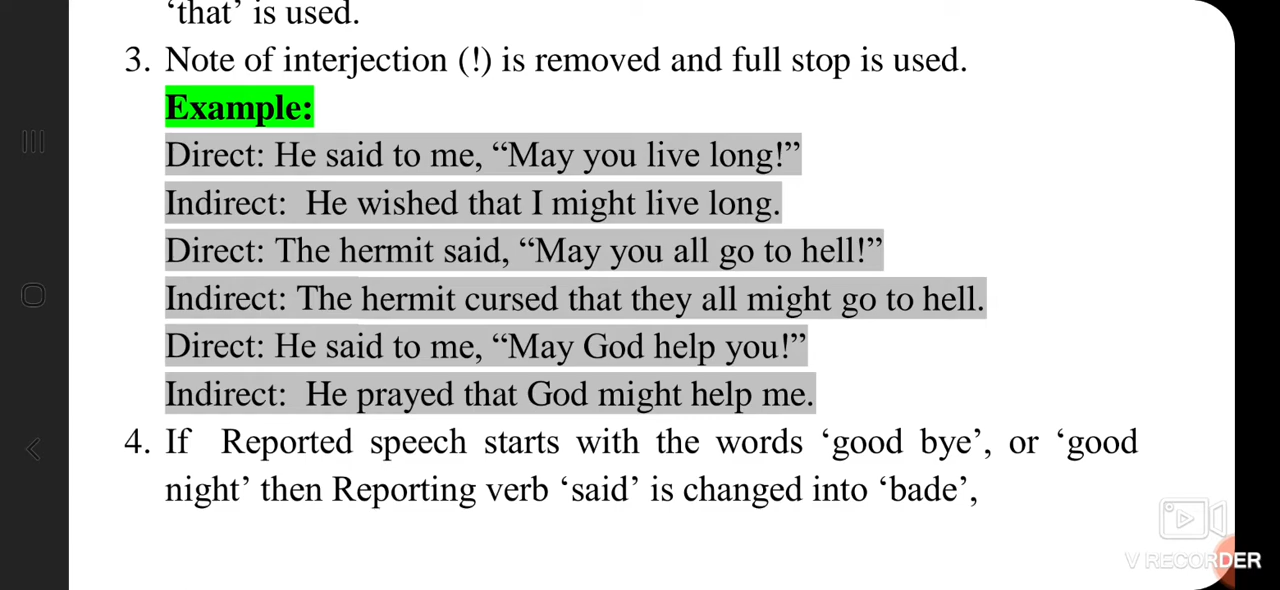 ‘that’ is used.
3. Note of interjection (!) is removed and full stop is used.
Example:
Direct: He said to me, “May you live long!”
Indirect:  He wished that I might live long.
Direct: The hermit said, “May you all go to hell!”
Indirect: The hermit cursed that they all might go to hell.
Direct: He said to me, “May God help you!”
Indirect:  He prayed that God might help me.
4. If Reported speech starts with the words ‘good bye’, or ‘good
night’ then Reporting verb ‘said’ is changed into ‘bade’,
V RECORDER